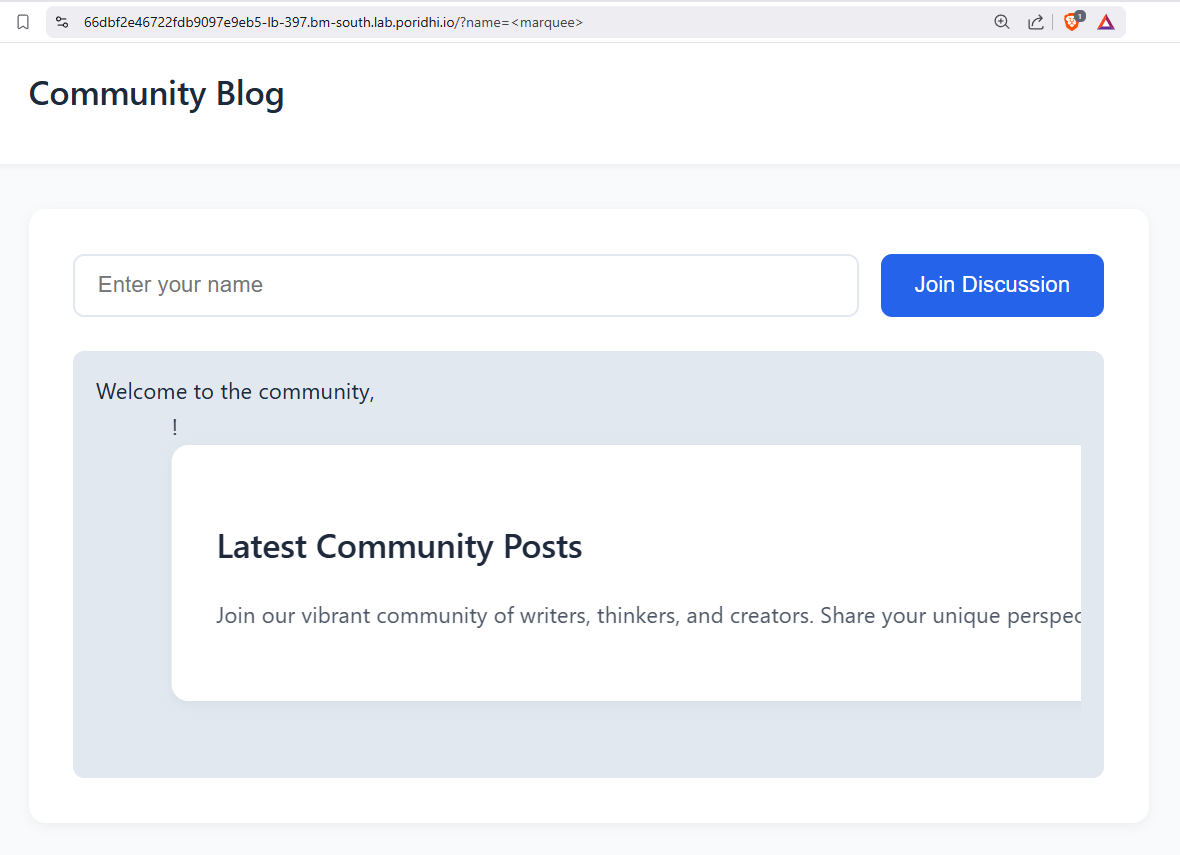 66dbf2e46722fdb9097e9eb5-lb-397.bm-south.lab.poridhi.io/?name=<marquee>
1
Community Blog
Enter your name
Join Discussion
Welcome to the community,
!
Latest Community Posts
Join our vibrant community of writers, thinkers, and creators. Share your unique perspec